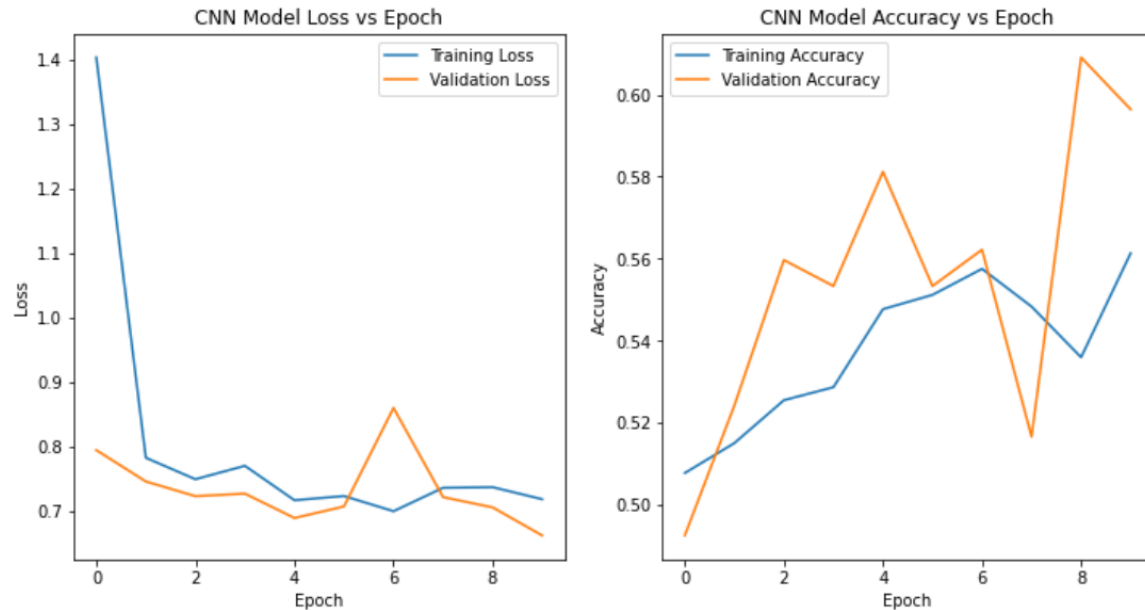 CNN Model Loss vs Epoch
Training Loss
Validation Loss
1.4
1.3
1.2
1.1
1.0
0.9
0.8
0.7
Loss
0 2 4 6 8
Epoch
CNN Model Accuracy vs Epoch
Training Accuracy
Validation Accuracy
0.60
0.58
0.56
0.54
0.52
0.50
Accuracy
0 2 4 6 8
Epoch